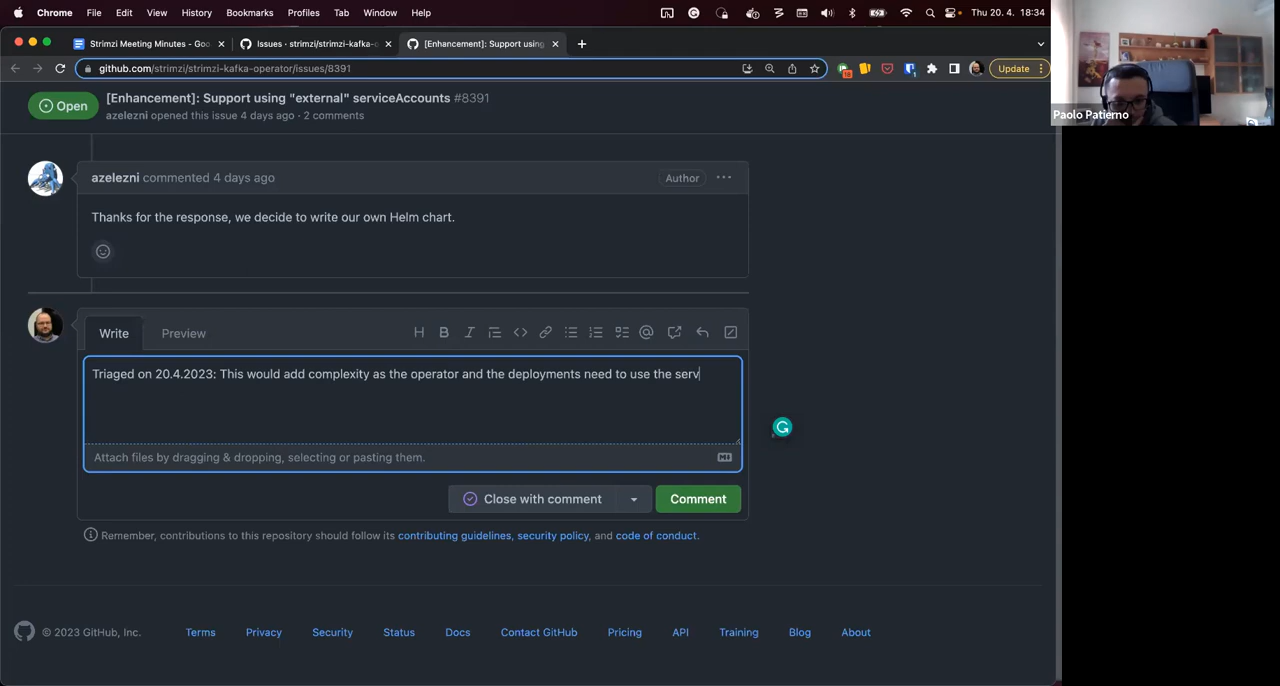 Chrome File Edit View History Bookmarks Profiles Tab Window Help Thu 20. 4. 18:34
Strimzi Meeting Minutes - Goo
Issues · strimzi/strimzi-kafka-o
[Enhancement]: Support using
github.com/strimzi/strimzi-kafka-operator/issues/8391
18
1
Update
Open
[Enhancement]: Support using "external" serviceAccounts #8391
azelezni opened this issue 4 days ago · 2 comments
Paolo Patierno
azelezni commented 4 days ago
Author
Thanks for the response, we decide to write our own Helm chart.
Write Preview
Triaged on 20.4.2023: This would add complexity as the operator and the deployments need to use the serv
Attach files by dragging & dropping, selecting or pasting them.
Close with comment
Comment
Remember, contributions to this repository should follow its contributing guidelines, security policy, and code of conduct.
© 2023 GitHub, Inc. Terms Privacy Security Status Docs Contact GitHub Pricing API Training Blog About